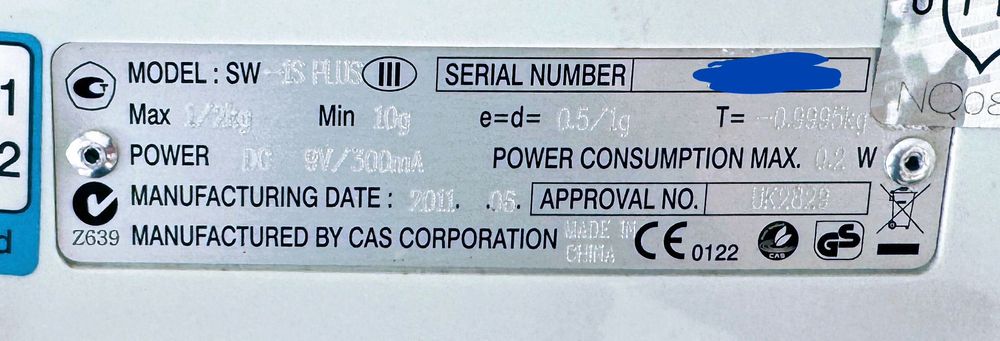 MODEL : SW -1S PLUS III SERIAL NUMBER
Max 1/2kg Min 10g e=d= 0.5/1g T= -0.9995kg
POWER DC 9V/300mA POWER CONSUMPTION MAX. 0.2 W
MANUFACTURING DATE : 2011. .05. APPROVAL NO. UK2829
Z639 MANUFACTURED BY CAS CORPORATION MADE IN CHINA CE 0122 CAS GS
1
2
d